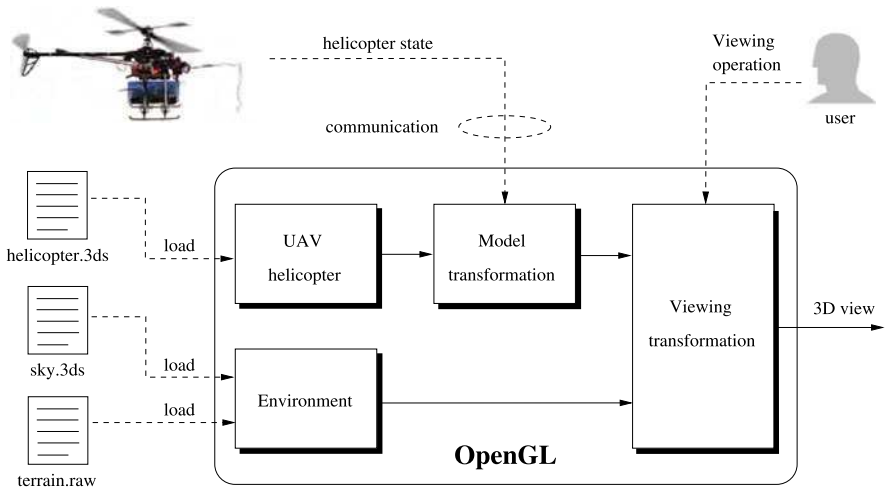 helicopter state
Viewing
operation
communication
user
helicopter.3ds
load
UAV
helicopter
Model
transformation
Viewing
transformation
3D view
sky.3ds
load
load
Environment
terrain.raw
OpenGL